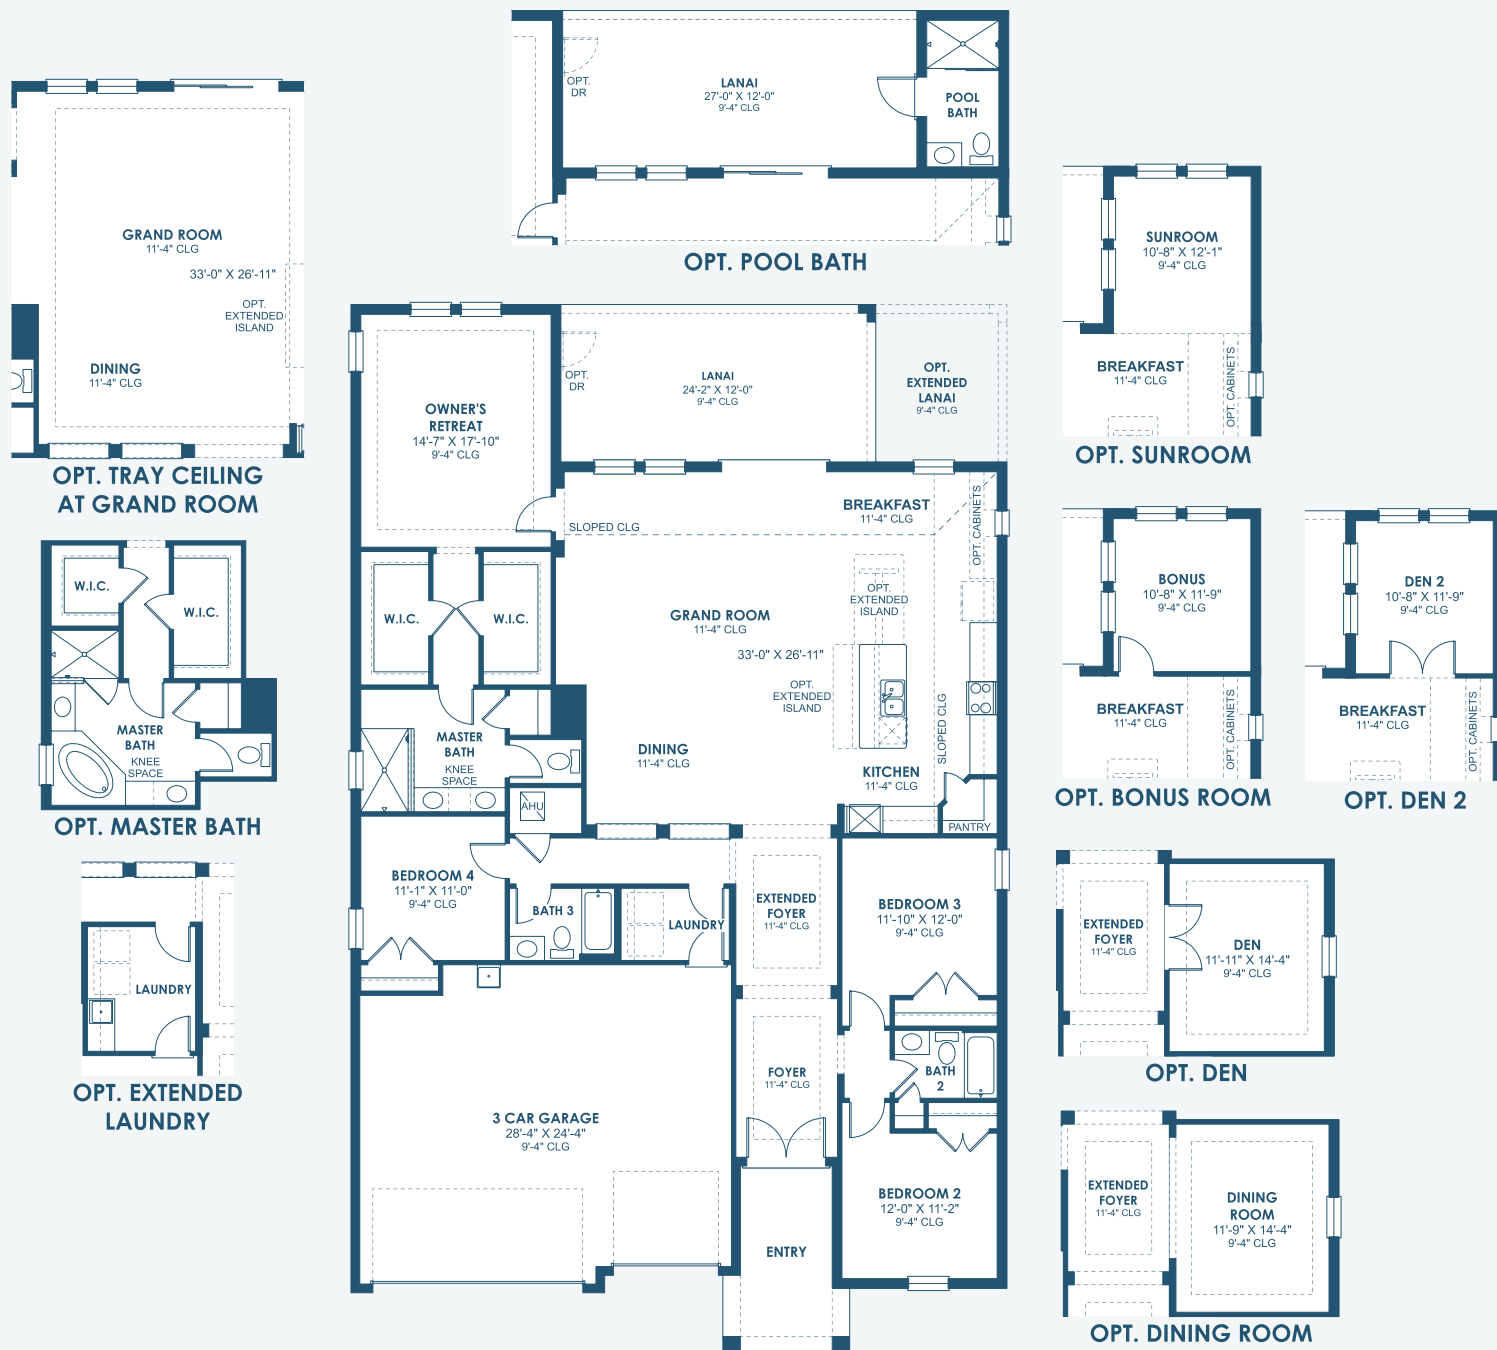 LANAI
27'-0" X 12'-0"
9'-4" CLG
OPT.
DR
POOL
BATH
OPT. POOL BATH
GRAND ROOM
11'-4" CLG
33'-0" X 26'-11"
OPT.
EXTENDED
ISLAND
DINING
11'-4" CLG
OPT. TRAY CEILING
AT GRAND ROOM
SUNROOM
10'-8" X 12'-1"
9'-4" CLG
BREAKFAST
11'-4" CLG
OPT. CABINETS
OPT. SUNROOM
OWNER'S
RETREAT
14'-7" X 17'-10"
9'-4" CLG
OPT.
DR
LANAI
24'-2" X 12'-0"
9'-4" CLG
OPT.
EXTENDED
LANAI
9'-4" CLG
SLOPED CLG
BREAKFAST
11'-4" CLG
OPT. CABINETS
W.I.C.
W.I.C.
GRAND ROOM
11'-4" CLG
33'-0" X 26'-11"
OPT.
EXTENDED
ISLAND
OPT.
EXTENDED
ISLAND
SLOPED CLG
MASTER
BATH
KNEE
SPACE
DINING
11'-4" CLG
KITCHEN
11'-4" CLG
AHU
PANTRY
W.I.C.
W.I.C.
MASTER
BATH
KNEE
SPACE
OPT. MASTER BATH
BONUS
10'-8" X 11'-9"
9'-4" CLG
BREAKFAST
11'-4" CLG
OPT. CABINETS
OPT. BONUS ROOM
DEN 2
10'-8" X 11'-9"
9'-4" CLG
BREAKFAST
11'-4" CLG
OPT. CABINETS
OPT. DEN 2
BEDROOM 4
11'-1" X 11'-0"
9'-4" CLG
BATH 3
LAUNDRY
EXTENDED
FOYER
11'-4" CLG
BEDROOM 3
11'-10" X 12'-0"
9'-4" CLG
LAUNDRY
OPT. EXTENDED
LAUNDRY
EXTENDED
FOYER
11'-4" CLG
DEN
11'-11" X 14'-4"
9'-4" CLG
OPT. DEN
FOYER
11'-4" CLG
BATH
2
3 CAR GARAGE
28'-4" X 24'-4"
9'-4" CLG
BEDROOM 2
12'-0" X 11'-2"
9'-4" CLG
ENTRY
EXTENDED
FOYER
11'-4" CLG
DINING
ROOM
11'-9" X 14'-4"
9'-4" CLG
OPT. DINING ROOM